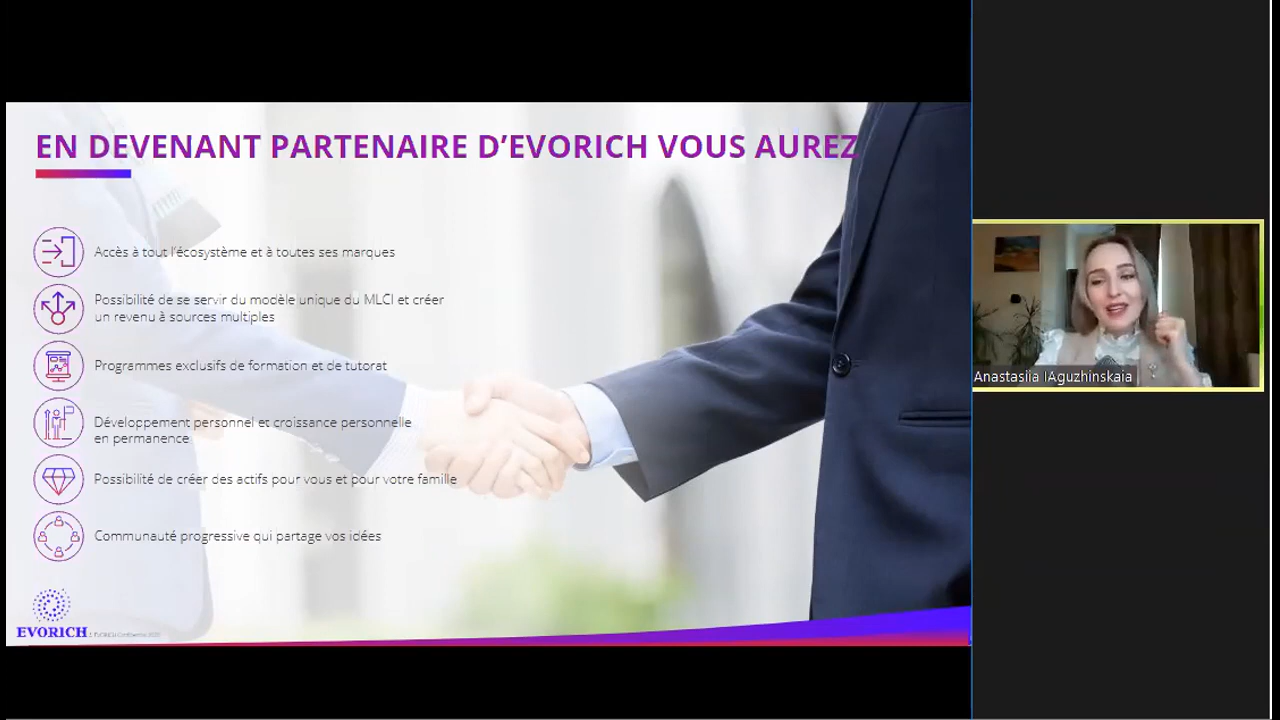 EN DEVENANT PARTENAIRE D’EVORICH VOUS AUREZ
Accès à tout l’écosystème et à toutes ses marques
Possibilité de se servir du modèle unique du MLCI et créer
un revenu à sources multiples
Programmes exclusifs de formation et de tutorat
Développement personnel et croissance personnelle
en permanence
Possibilité de créer des actifs pour vous et pour votre famille
Communauté progressive qui partage vos idées
EVORICH
Anastasiia IAguzhinskaia